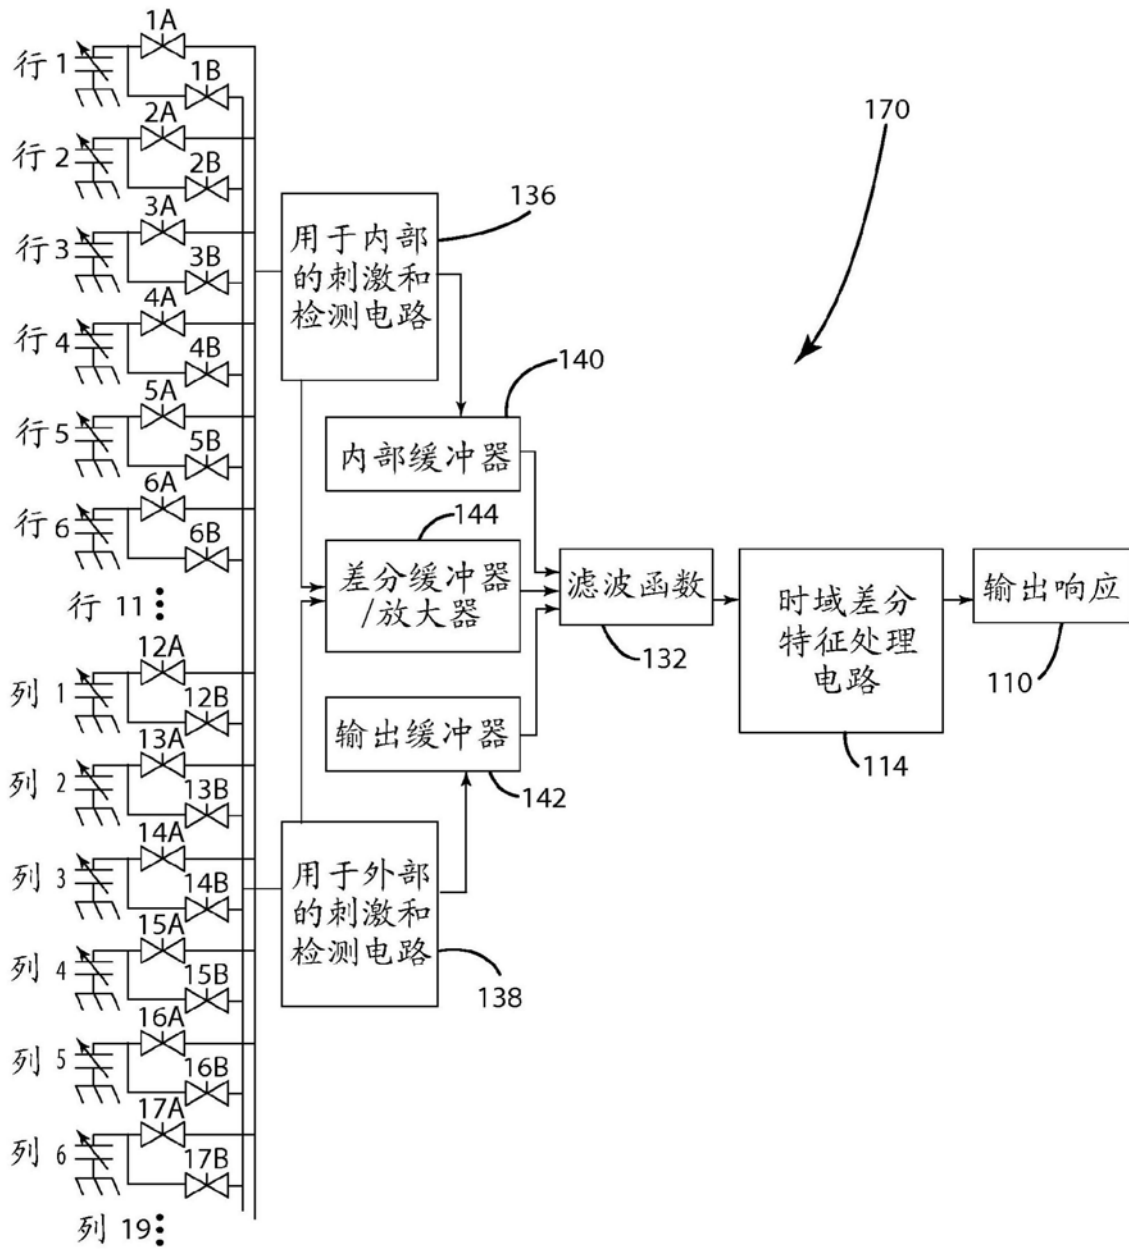 1A
行 1
1B
2A
行 2
2B
3A
行 3
3B
4A
行 4
4B
5A
行 5
5B
6A
行 6
6B
行 11
12A
列 1
12B
13A
列 2
13B
14A
列 3
14B
15A
列 4
15B
16A
列 5
16B
17A
列 6
17B
列 19
170
136
用于内部
的刺激和
检测电路
140
内部缓冲器
144
差分缓冲器
/放大器
滤波函数
132
时域差分
特征处理
电路
114
输出响应
110
输出缓冲器
142
用于外部
的刺激和
检测电路
138